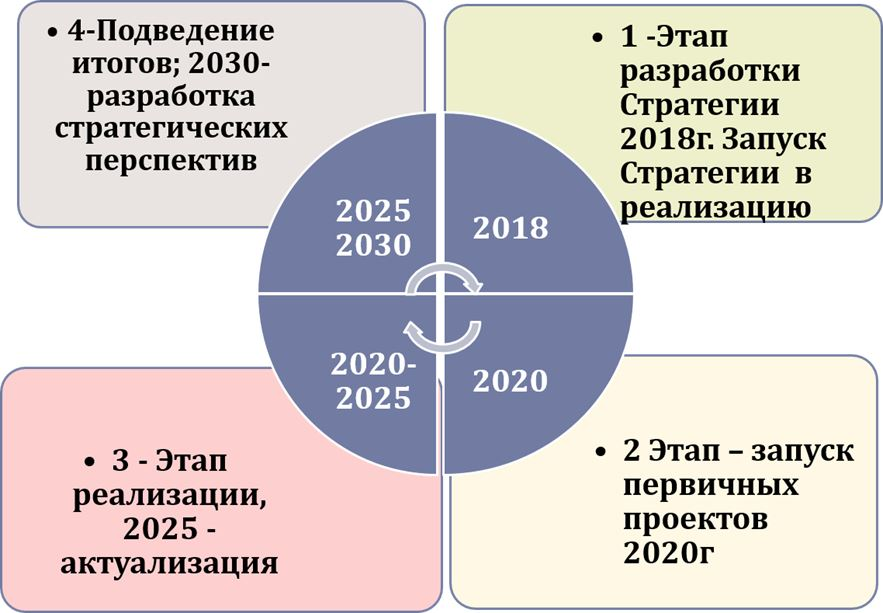 • 4-Подведение
итогов; 2030-
разработка
стратегических
перспектив
• 1 -Этап
разработки
Стратегии
2018г. Запуск
Стратегии в
реализацию
2025
2030
2018
2020-
2025
2020
• 3 - Этап
реализации,
2025 -
актуализация
• 2 Этап – запуск
первичных
проектов
2020г